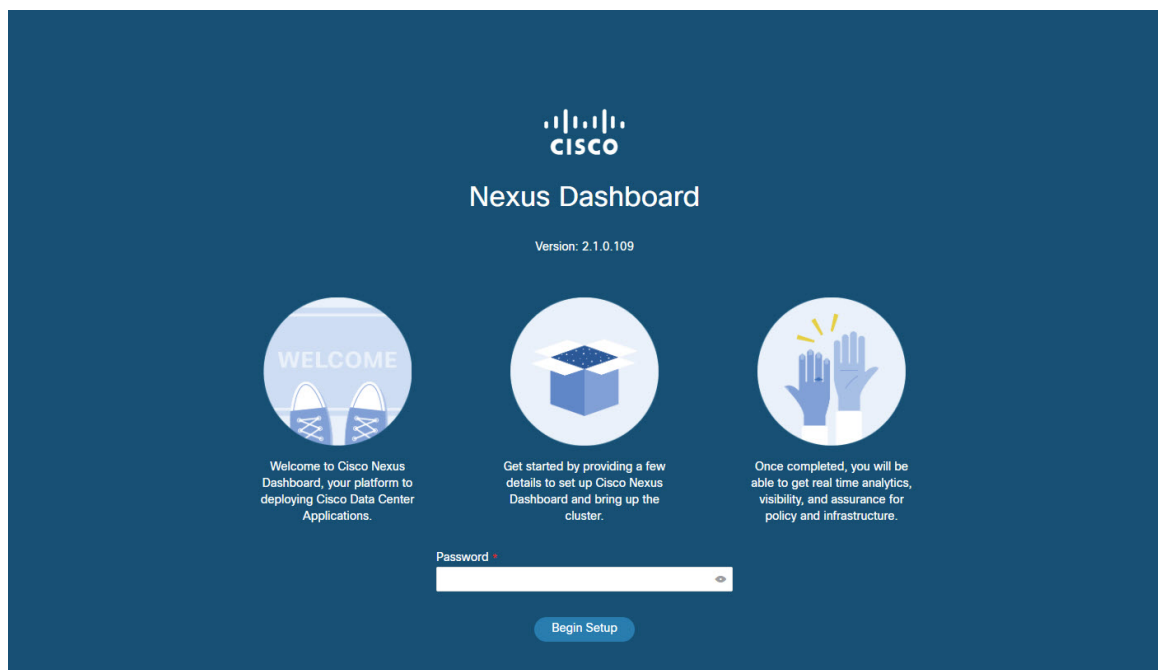 CISCO
Nexus Dashboard
Version: 2.1.0.109
WELCOME
Welcome to Cisco Nexus
Dashboard, your platform to
deploying Cisco Data Center
Applications.
Get started by providing a few
details to set up Cisco Nexus
Dashboard and bring up the
cluster.
Once completed, you will be
able to get real time analytics,
visibility, and assurance for
policy and infrastructure.
Password *
Begin Setup